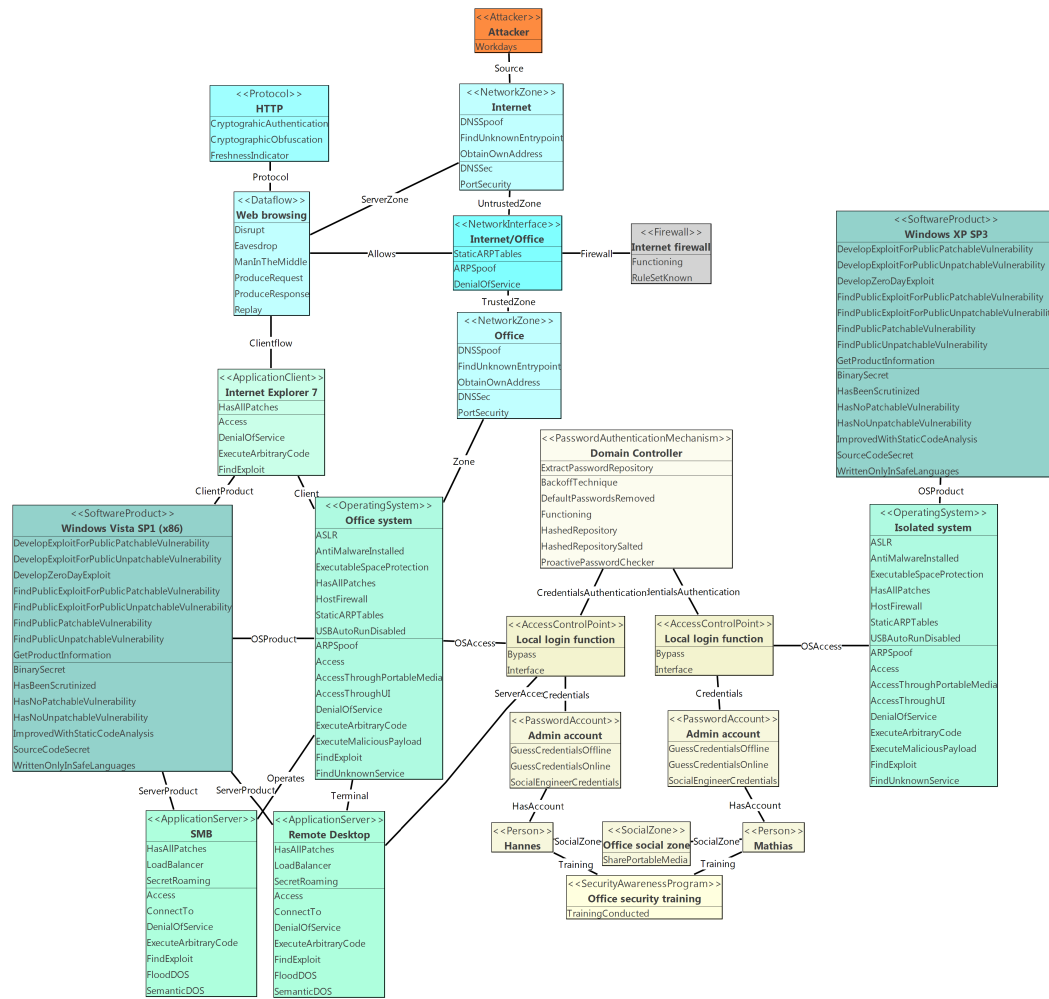 <<Attacker>>
Attacker
Workdays
Source
<<NetworkZone>>
Internet
DNSSpoof
FindUnknownEntrypoint
ObtainOwnAddress
DNSSec
PortSecurity
<<Protocol>>
HTTP
CryptograhicAuthentication
CryptographicObfuscation
FreshnessIndicator
Protocol
ServerZone
UntrustedZone
<<Dataflow>>
Web browsing
Disrupt
Eavesdrop
ManInTheMiddle
ProduceRequest
ProduceResponse
Replay
Allows
<<NetworkInterface>>
Internet/Office
StaticARPTables
ARPSpoof
DenialOfService
Firewall
<<Firewall>>
Internet firewall
Functioning
RuleSetKnown
TrustedZone
<<NetworkZone>>
Office
DNSSpoof
FindUnknownEntrypoint
ObtainOwnAddress
DNSSec
PortSecurity
Clientflow
<<ApplicationClient>>
Internet Explorer 7
HasAllPatches
Access
DenialOfService
ExecuteArbitraryCode
FindExploit
Zone
ClientProduct
Client
<<SoftwareProduct>>
Windows XP SP3
DevelopExploitForPublicPatchableVulnerability
DevelopExploitForPublicUnpatchableVulnerability
DevelopZeroDayExploit
FindPublicExploitForPublicPatchableVulnerability
FindPublicExploitForPublicUnpatchableVulnerabilit
FindPublicPatchableVulnerability
FindPublicUnpatchableVulnerability
GetProductInformation
BinarySecret
HasBeenScrutinized
HasNoPatchableVulnerability
HasNoUnpatchableVulnerability
ImprovedWithStaticCodeAnalysis
SourceCodeSecret
WrittenOnlyInSafeLanguages
OSProduct
<<PasswordAuthenticationMechanism>>
Domain Controller
ExtractPasswordRepository
BackoffTechnique
DefaultPasswordsRemoved
Functioning
HashedRepository
HashedRepositorySalted
ProactivePasswordChecker
<<SoftwareProduct>>
Windows Vista SP1 (x86)
DevelopExploitForPublicPatchableVulnerability
DevelopExploitForPublicUnpatchableVulnerability
DevelopZeroDayExploit
FindPublicExploitForPublicPatchableVulnerability
FindPublicExploitForPublicUnpatchableVulnerability
FindPublicPatchableVulnerability
FindPublicUnpatchableVulnerability
GetProductInformation
BinarySecret
HasBeenScrutinized
HasNoPatchableVulnerability
HasNoUnpatchableVulnerability
ImprovedWithStaticCodeAnalysis
SourceCodeSecret
WrittenOnlyInSafeLanguages
OSProduct
<<OperatingSystem>>
Office system
ASLR
AntiMalwareInstalled
ExecutableSpaceProtection
HasAllPatches
HostFirewall
StaticARPTables
USBAutoRunDisabled
ARPSpoof
Access
AccessThroughPortableMedia
AccessThroughUI
DenialOfService
ExecuteArbitraryCode
ExecuteMaliciousPayload
FindExploit
FindUnknownService
OSAccess
CredentialsAuthentication
dentialsAuthentication
<<AccessControlPoint>>
Local login function
Bypass
Interface
<<AccessControlPoint>>
Local login function
Bypass
Interface
OSAccess
<<OperatingSystem>>
Isolated system
ASLR
AntiMalwareInstalled
ExecutableSpaceProtection
HasAllPatches
HostFirewall
StaticARPTables
USBAutoRunDisabled
ARPSpoof
Access
AccessThroughPortableMedia
AccessThroughUI
DenialOfService
ExecuteArbitraryCode
ExecuteMaliciousPayload
FindExploit
FindUnknownService
ServerAcce
Credentials
Credentials
<<PasswordAccount>>
Admin account
GuessCredentialsOffline
GuessCredentialsOnline
SocialEngineerCredentials
<<PasswordAccount>>
Admin account
GuessCredentialsOffline
GuessCredentialsOnline
SocialEngineerCredentials
HasAccount
HasAccount
ServerProduct
ServerProduct
Operates
Terminal
<<ApplicationServer>>
SMB
HasAllPatches
LoadBalancer
SecretRoaming
Access
ConnectTo
DenialOfService
ExecuteArbitraryCode
FindExploit
FloodDOS
SemanticDOS
<<ApplicationServer>>
Remote Desktop
HasAllPatches
LoadBalancer
SecretRoaming
Access
ConnectTo
DenialOfService
ExecuteArbitraryCode
FindExploit
FloodDOS
SemanticDOS
<<Person>>
Hannes
SocialZone
<<SocialZone>>
Office social zone
SharePortableMedia
SocialZone
<<Person>>
Mathias
Training
Training
<<SecurityAwarenessProgram>>
Office security training
TrainingConducted